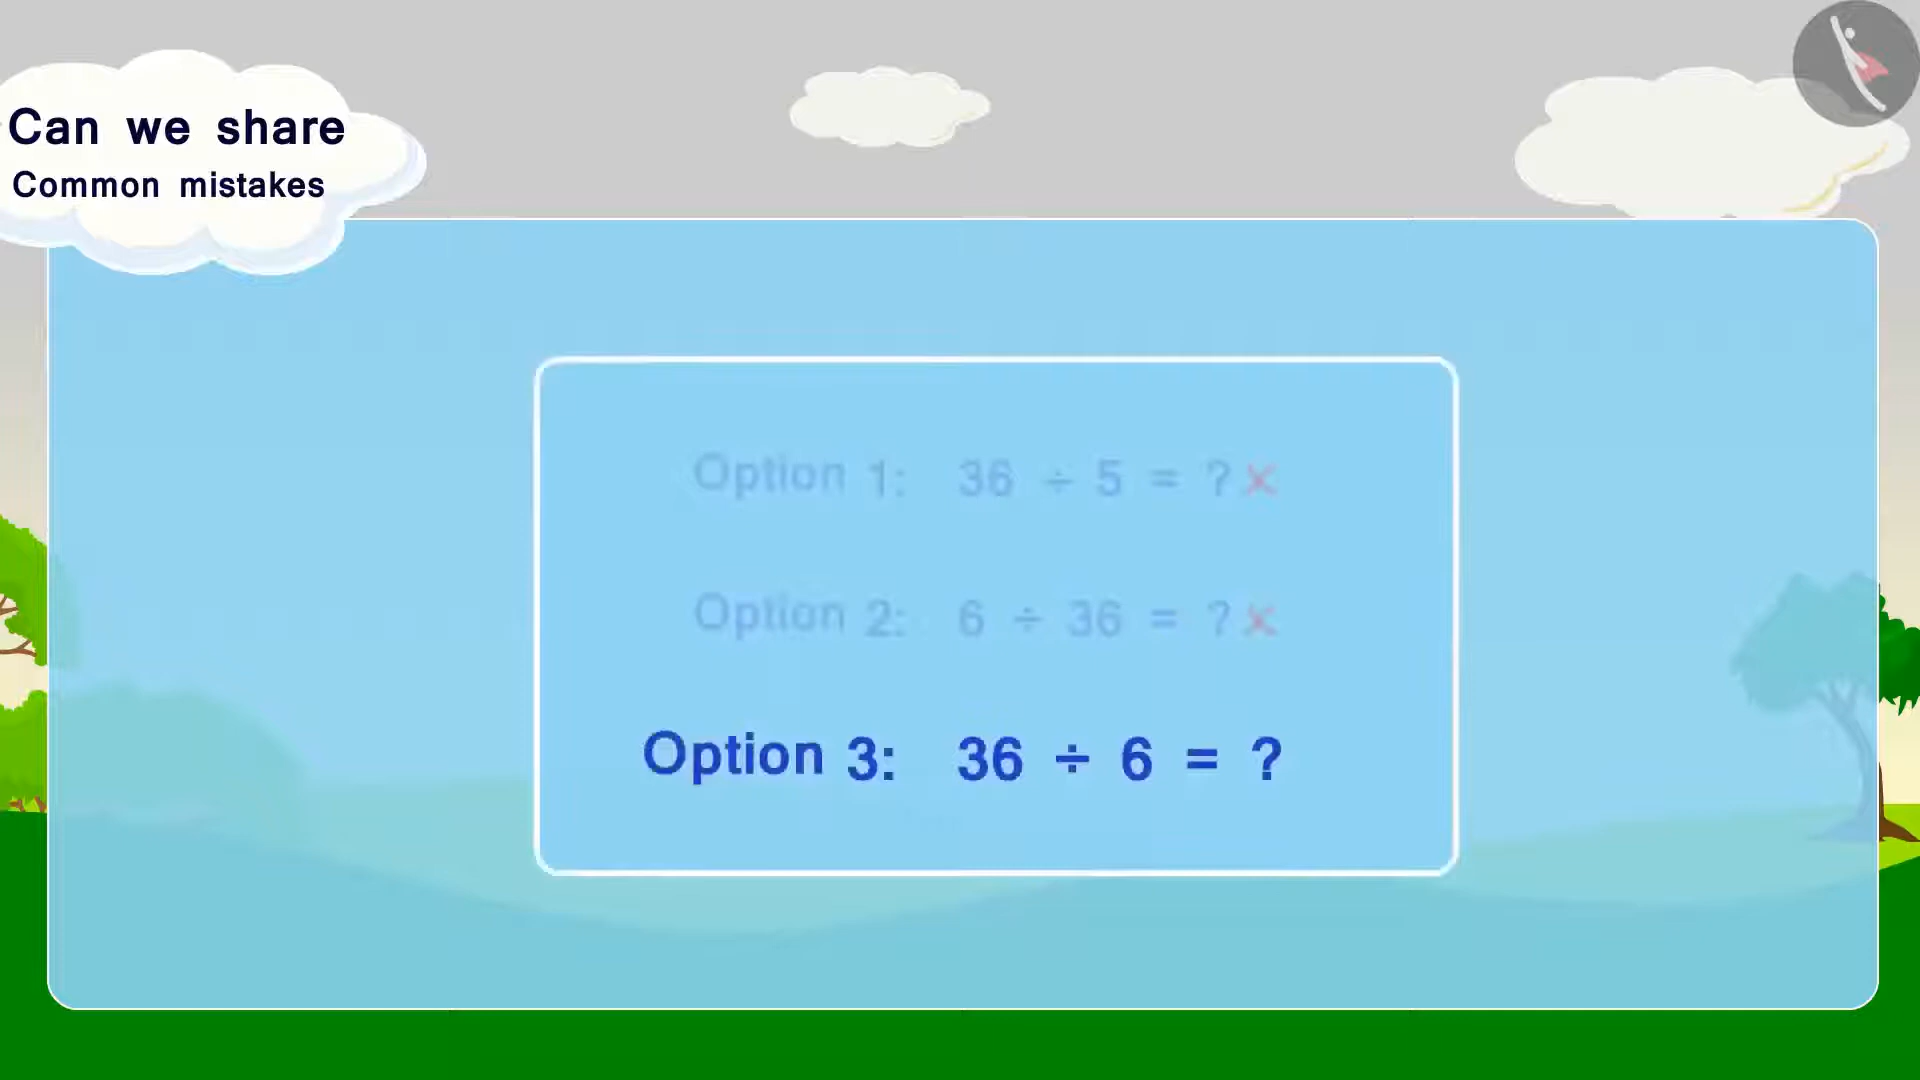 Can we share
Common mistakes
Option 1: 36 ÷ 5 = ? ×
Option 2: 6 ÷ 36 = ? ×
Option 3: 36 ÷ 6 = ?